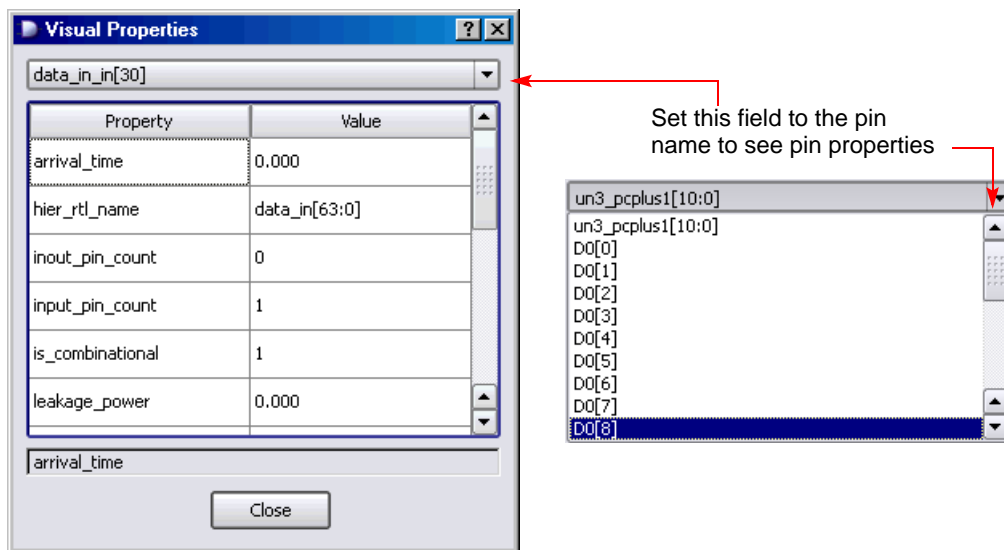 Visual Properties
data_in_in[30]
Property Value
arrival_time 0.000
hier_rtl_name data_in[63:0]
inout_pin_count 0
input_pin_count 1
is_combinational 1
leakage_power 0.000
arrival_time
Close
Set this field to the pin
name to see pin properties
un3_pcplus1[10:0]
un3_pcplus1[10:0]
D0[0]
D0[1]
D0[2]
D0[3]
D0[4]
D0[5]
D0[6]
D0[7]
D0[8]